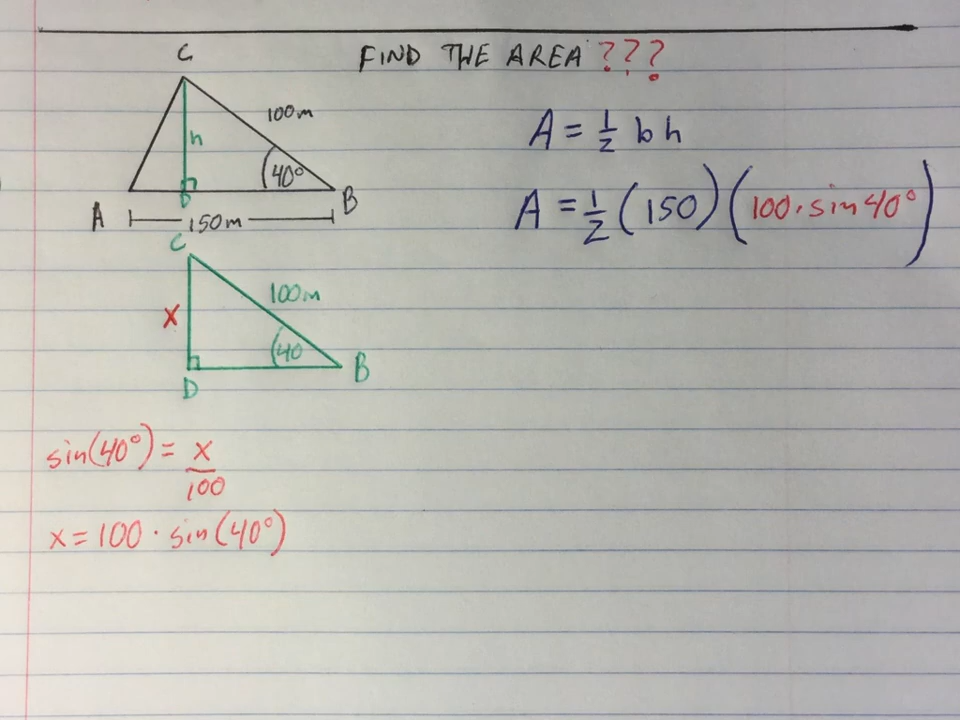 FIND THE AREA ???
C
100m
h
40°
D
A
B
150m
A = 1/2 b h
A = 1/2 (150)(100 · sin 40°)
C
100m
x
40
D
B
sin(40°) = x/100
x = 100 · sin(40°)